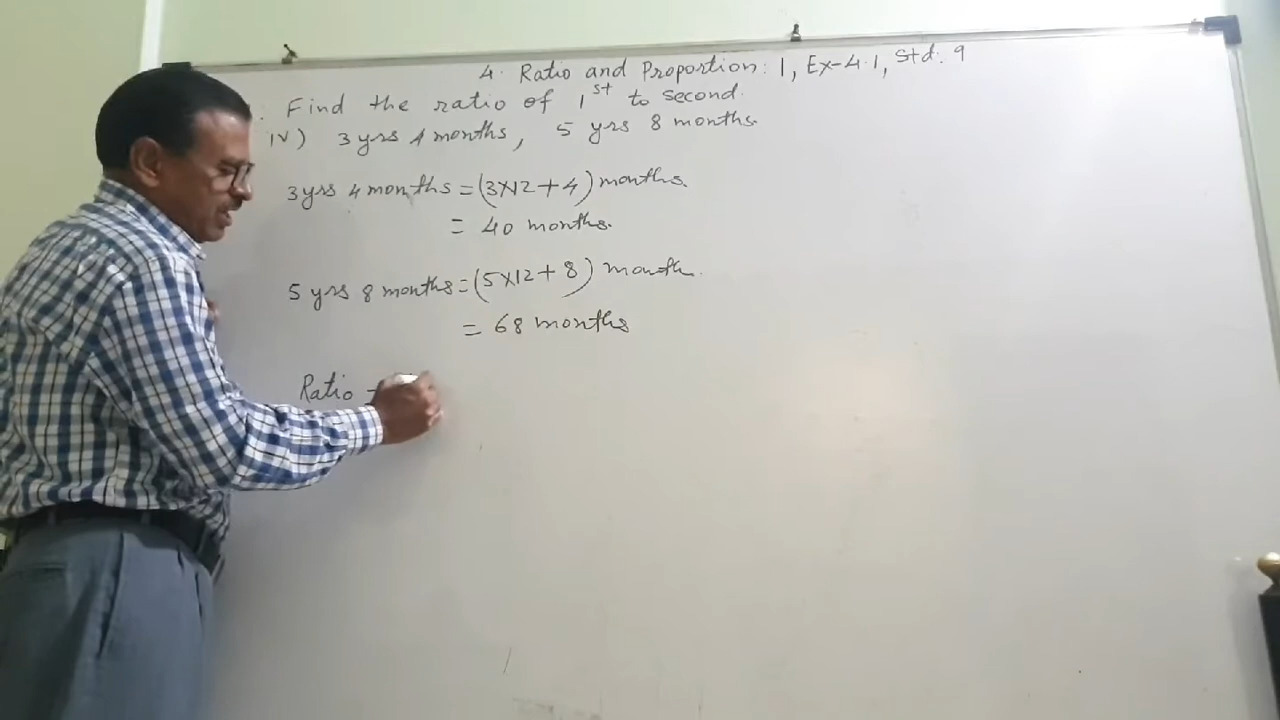 4. Ratio and Proportion: 1, Ex-4.1, Std: 9
Find the ratio of 1st to second.
iv) 3 yrs 4 months, 5 yrs 8 months.
3 yrs 4 months = (3×12+4) months.
= 40 months.
5 yrs 8 months = (5×12+8) month.
= 68 months
Ratio